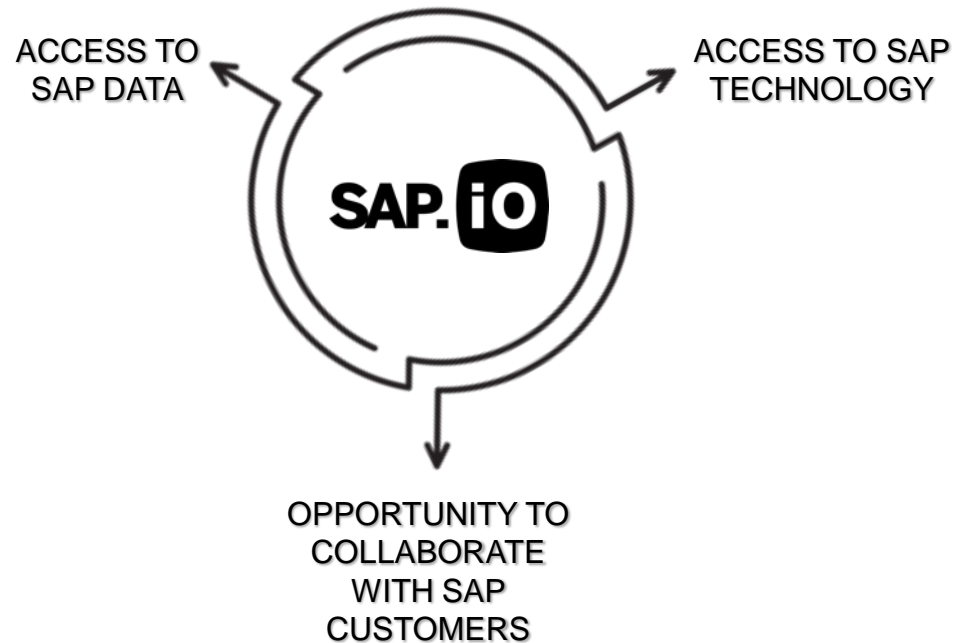 ACCESS TO
SAP DATA
ACCESS TO SAP
TECHNOLOGY
SAP.iO
OPPORTUNITY TO
COLLABORATE
WITH SAP
CUSTOMERS